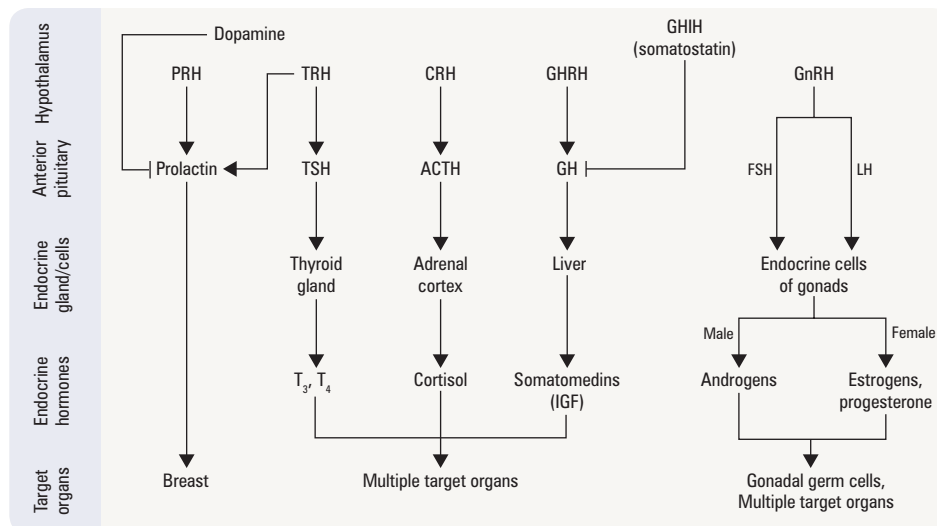 Hypothalamus
Anterior
pituitary
Endocrine
gland/cells
Endocrine
hormones
Target
organs
Dopamine
GHIH
(somatostatin)
PRH
TRH
CRH
GHRH
GnRH
Prolactin
TSH
ACTH
GH
FSH
LH
Thyroid
gland
Adrenal
cortex
Liver
Endocrine cells
of gonads
Male
Female
T3, T4
Cortisol
Somatomedins
(IGF)
Androgens
Estrogens,
progesterone
Breast
Multiple target organs
Gonadal germ cells,
Multiple target organs